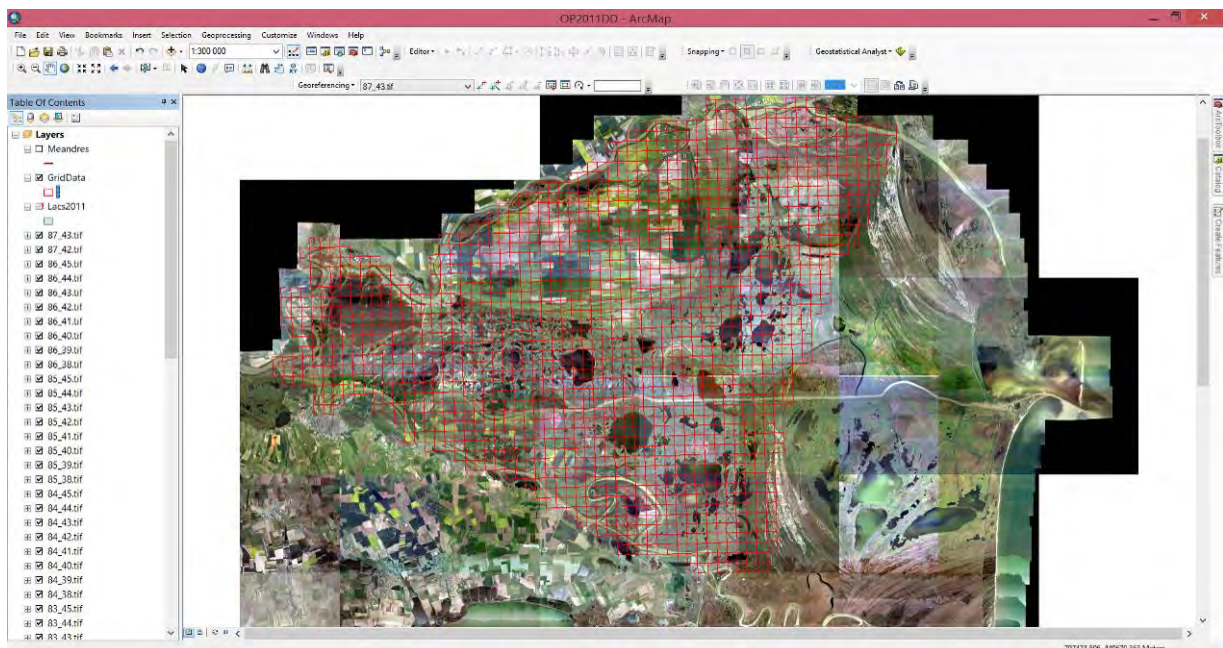 OP2011DD - ArcMap
File Edit View Bookmarks Insert Selection Geoprocessing Customize Windows Help
1:300 000 Editor Snapping Geostatistical Analyst
Georeferencing 87_43.tif
Table Of Contents
Layers
Meandres
GridData
Lacs2011
87_43.tif
87_42.tif
86_45.tif
86_44.tif
86_43.tif
86_42.tif
86_41.tif
86_40.tif
86_39.tif
86_38.tif
85_45.tif
85_44.tif
85_43.tif
85_42.tif
85_41.tif
85_40.tif
85_39.tif
85_38.tif
84_45.tif
84_44.tif
84_43.tif
84_42.tif
84_41.tif
84_40.tif
84_39.tif
84_38.tif
83_45.tif
83_44.tif
83_43.tif
ArcToolbox
Catalog
Create Features
Meters